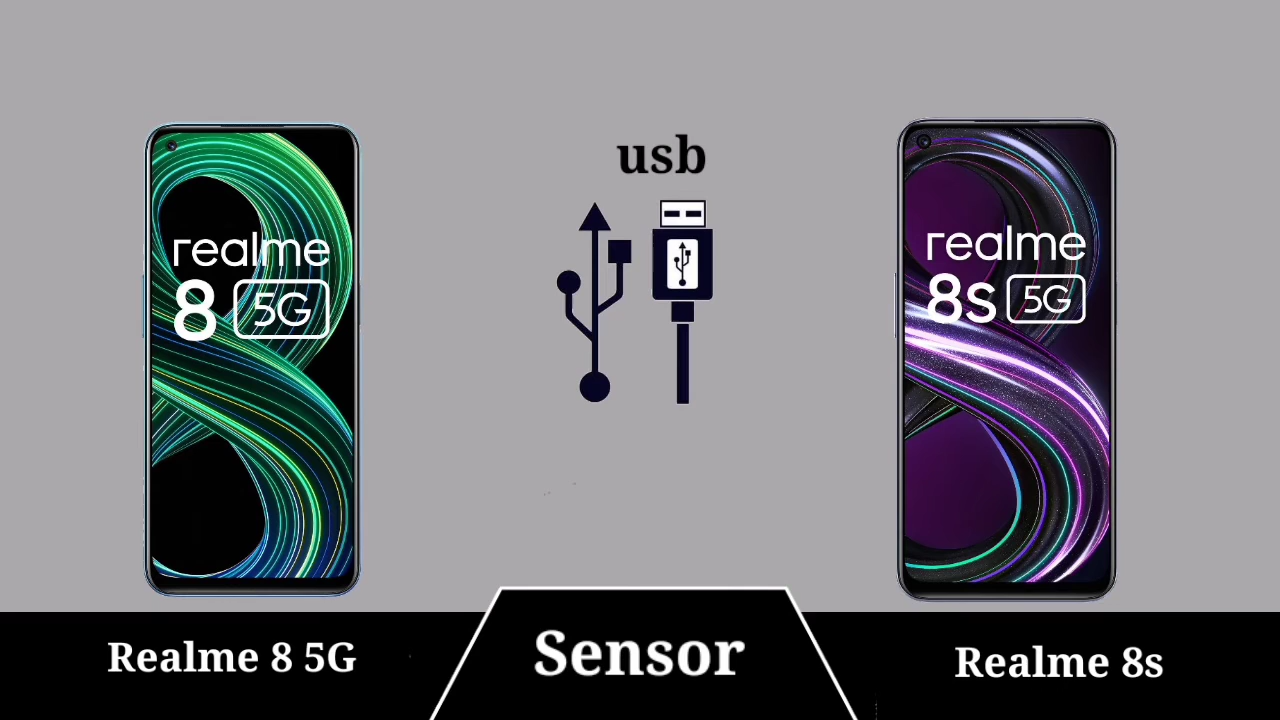 usb
realme
8 5G
realme
8s 5G
Realme 8 5G
Sensor
Realme 8s